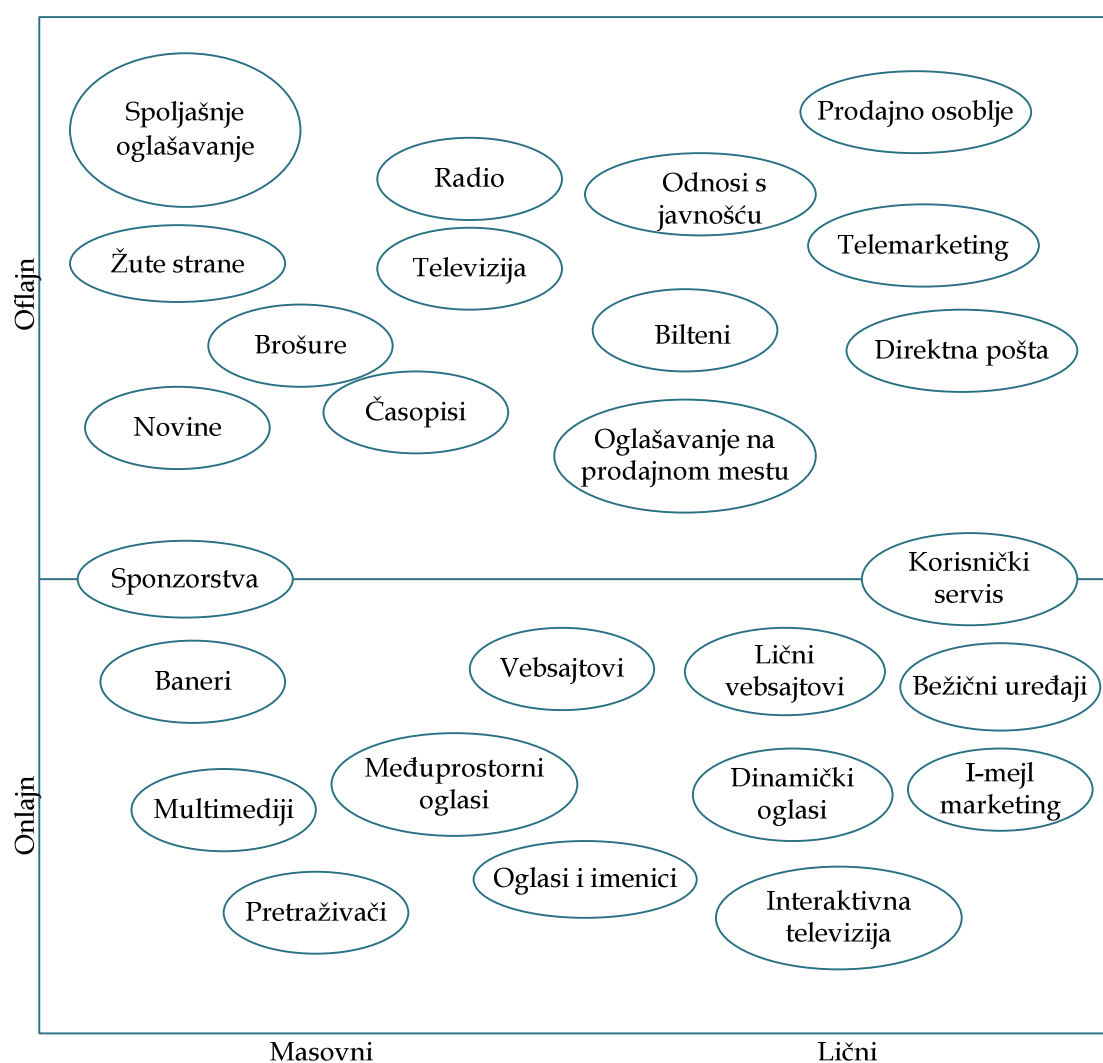 Spoljašnje
oglašavanje
Prodajno osoblje
Radio
Odnosi s
javnošću
Žute strane
Televizija
Telemarketing
Oflajn
Brošure
Bilteni
Direktna pošta
Novine
Časopisi
Oglašavanje na
prodajnom mestu
Sponzorstva
Korisnički
servis
Baneri
Vebsajtovi
Lični
vebsajtovi
Bežični uređaji
Onlajn
Multimediji
Međuprostorni
oglasi
Dinamički
oglasi
I-mejl
marketing
Pretraživači
Oglasi i imenici
Interaktivna
televizija
Masovni
Lični